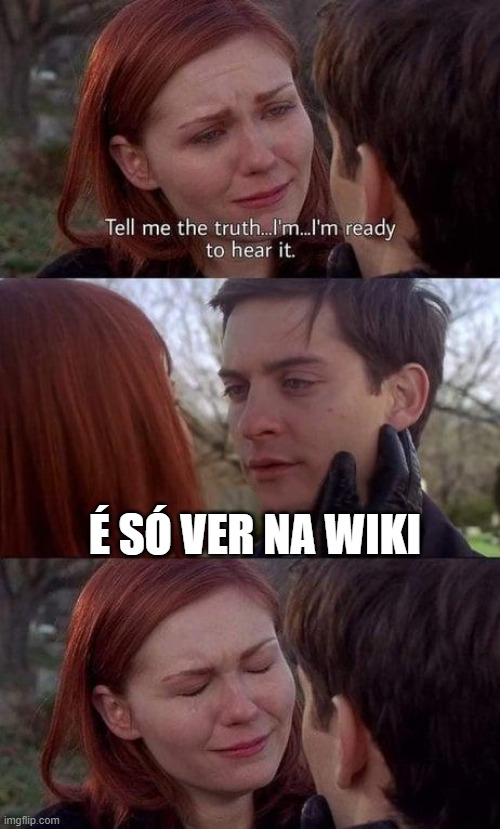 Tell me the truth...I'm...I'm ready
to hear it.
É SÓ VER NA WIKI
imgflip.com